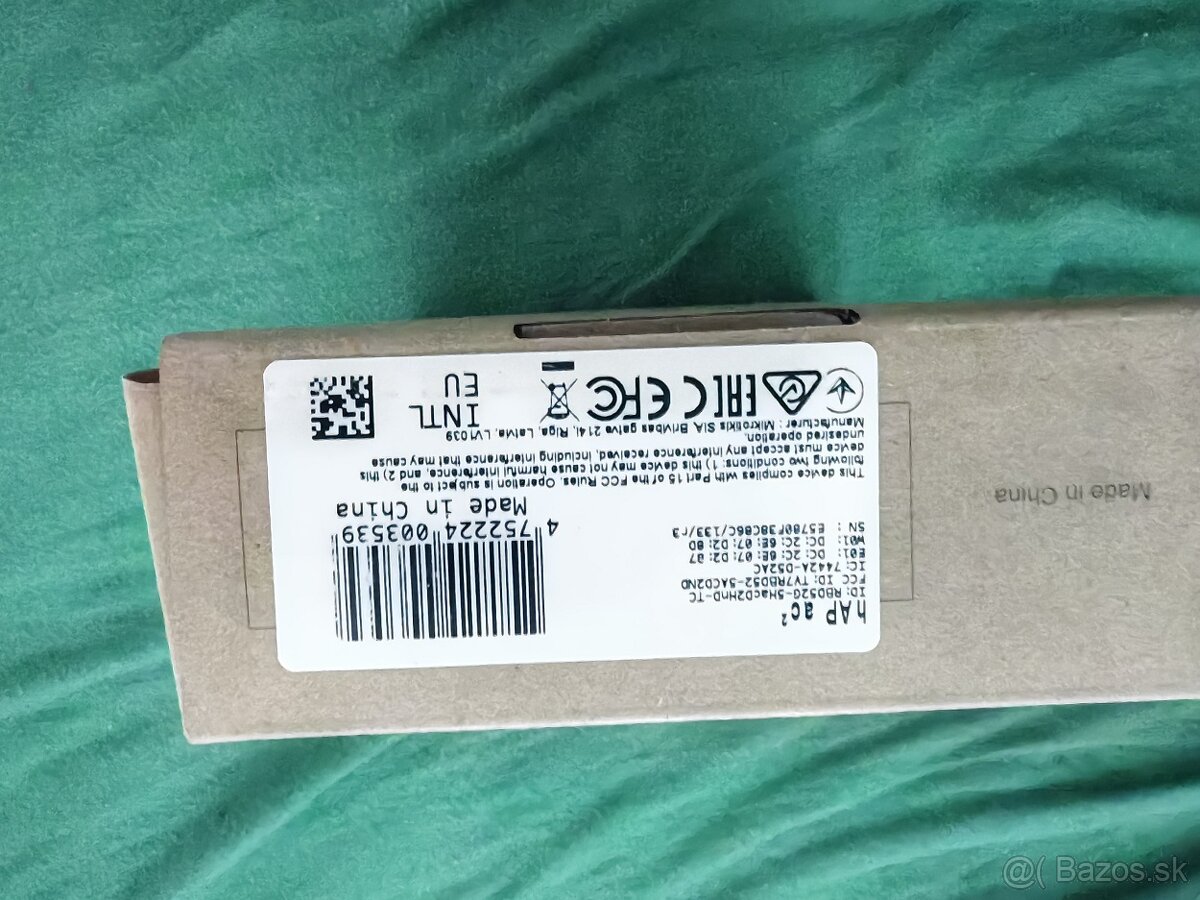 hAP ac²
ID: RBD52G-5HacD2HnD-TC
FCC ID: TV7RBD52-5ACD2ND
IC: 7442A-D52AC
E01: DC:2C:6E:07:D2:87
W01: DC:2C:6E:07:D2:8D
SN : E5780F38C86C/133/r3
4 752224 003539
Made in China
This device complies with Part 15 of the FCC Rules. Operation is subject to the
following two conditions: 1) this device may not cause harmful interference and 2) this
device must accept any interference received, including interference that may cause
undesired operation.
Manufacturer : Mikrotikls SIA, Brivibas gatve 214i, Riga, Latvia, LV1039
EAC
CE
FC
INTL
EU
Made in China
@( Bazos.sk